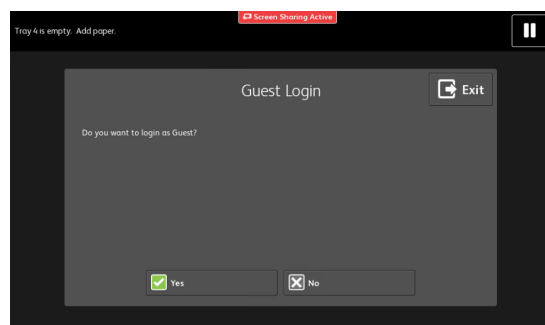 Screen Sharing Active
Tray 4 is empty. Add paper.
Guest Login
Exit
Do you want to login as Guest?
Yes
No